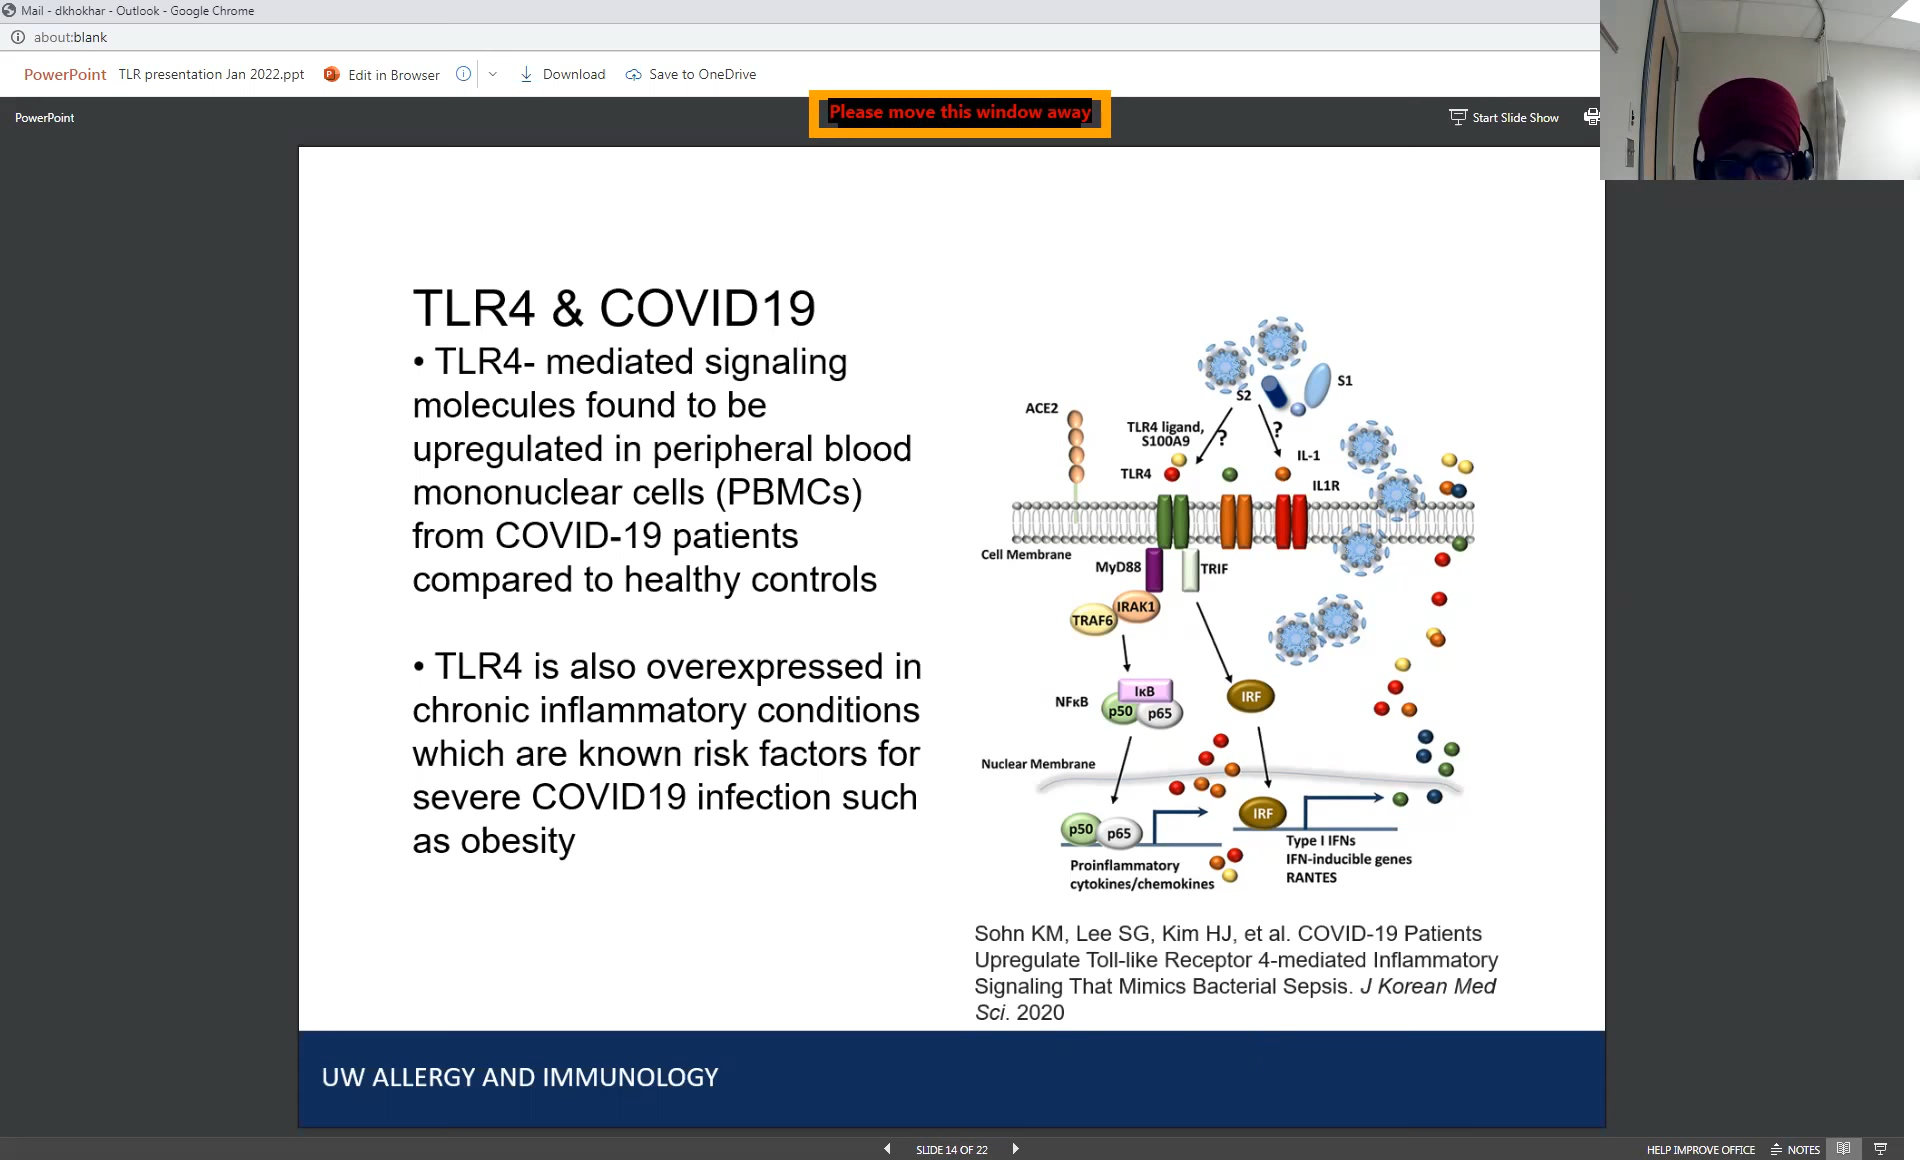 Mail - dkhokhar - Outlook - Google Chrome
about:blank
PowerPoint TLR presentation Jan 2022.ppt Edit in Browser Download Save to OneDrive
Please move this window away
PowerPoint
Start Slide Show
TLR4 & COVID19
• TLR4- mediated signaling
molecules found to be
upregulated in peripheral blood
mononuclear cells (PBMCs)
from COVID-19 patients
compared to healthy controls
• TLR4 is also overexpressed in
chronic inflammatory conditions
which are known risk factors for
severe COVID19 infection such
as obesity
S1
S2
ACE2
TLR4 ligand,
S100A9
?
?
IL-1
TLR4
IL1R
Cell Membrane
MyD88
TRIF
IRAK1
TRAF6
IκB
NFκB
p50
p65
IRF
Nuclear Membrane
p50
p65
IRF
Proinflammatory
cytokines/chemokines
Type I IFNs
IFN-inducible genes
RANTES
Sohn KM, Lee SG, Kim HJ, et al. COVID-19 Patients
Upregulate Toll-like Receptor 4-mediated Inflammatory
Signaling That Mimics Bacterial Sepsis. J Korean Med
Sci. 2020
UW ALLERGY AND IMMUNOLOGY
SLIDE 14 OF 22
HELP IMPROVE OFFICE
NOTES